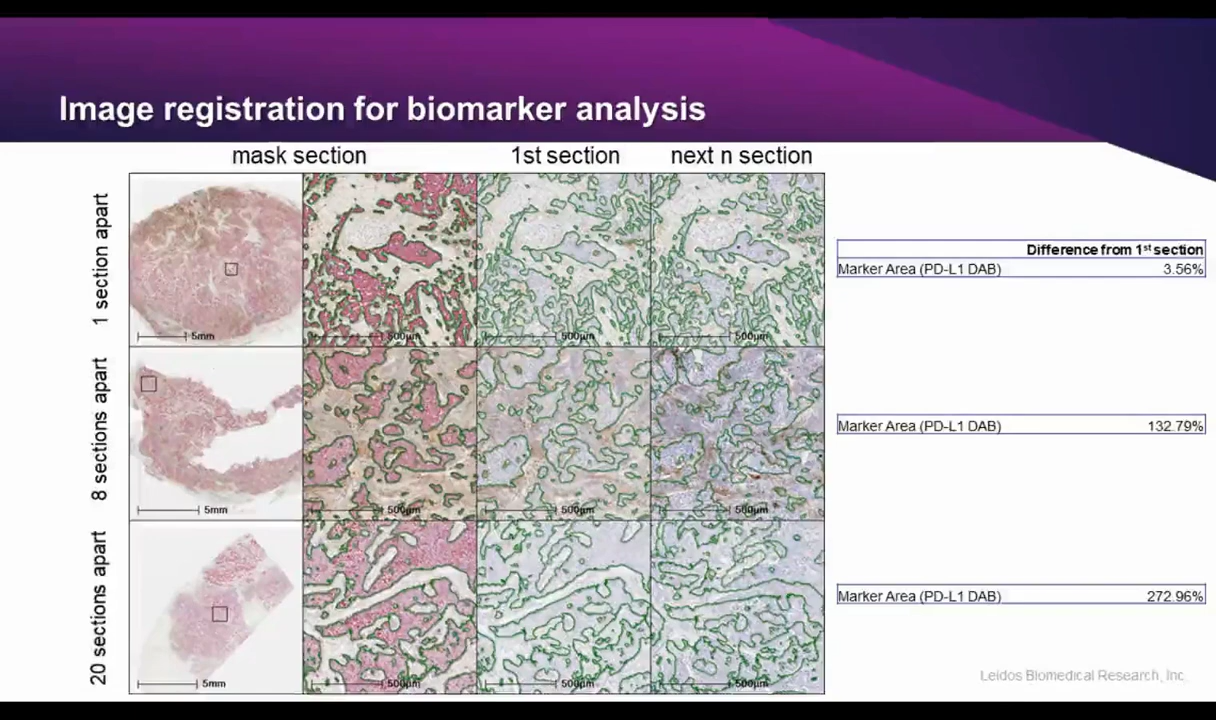 Image registration for biomarker analysis
mask section
1st section
next n section
1 section apart
5mm
500µm
500µm
500µm
Difference from 1st section
Marker Area (PD-L1 DAB) 3.56%
8 sections apart
5mm
500µm
500µm
500µm
Marker Area (PD-L1 DAB) 132.79%
20 sections apart
5mm
500µm
500µm
500µm
Marker Area (PD-L1 DAB) 272.96%
Leidos Biomedical Research, Inc